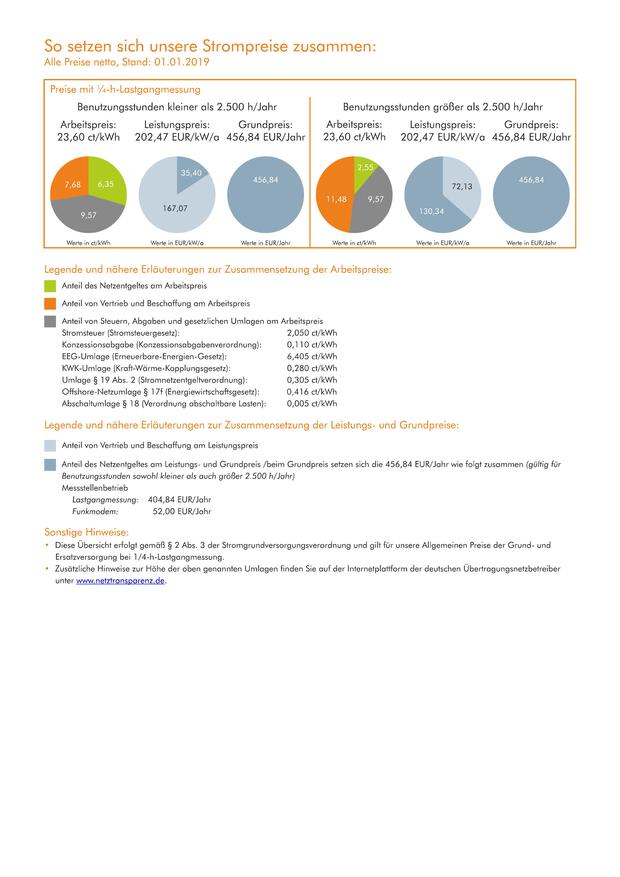 So setzen sich unsere Strompreise zusammen:
Alle Preise netto, Stand: 01.01.2019
Preise mit ¼-h-Lastgangmessung
Benutzungsstunden kleiner als 2.500 h/Jahr
Arbeitspreis: Leistungspreis: Grundpreis:
23,60 ct/kWh 202,47 EUR/kW/a 456,84 EUR/Jahr
7,68 6,35 9,57
35,40 167,07
456,84
Werte in ct/kWh Werte in EUR/kW/a Werte in EUR/Jahr
Benutzungsstunden größer als 2.500 h/Jahr
Arbeitspreis: Leistungspreis: Grundpreis:
23,60 ct/kWh 202,47 EUR/kW/a 456,84 EUR/Jahr
2,55 11,48 9,57
72,13 130,34
456,84
Werte in ct/kWh Werte in EUR/kW/a Werte in EUR/Jahr
Legende und nähere Erläuterungen zur Zusammensetzung der Arbeitspreise:
Anteil des Netzentgeltes am Arbeitspreis
Anteil von Vertrieb und Beschaffung am Arbeitspreis
Anteil von Steuern, Abgaben und gesetzlichen Umlagen am Arbeitspreis
Stromsteuer (Stromsteuergesetz): 2,050 ct/kWh
Konzessionsabgabe (Konzessionsabgabenverordnung): 0,110 ct/kWh
EEG-Umlage (Erneuerbare-Energien-Gesetz): 6,405 ct/kWh
KWK-Umlage (Kraft-Wärme-Kopplungsgesetz): 0,280 ct/kWh
Umlage § 19 Abs. 2 (Stromnetzentgeltverordnung): 0,305 ct/kWh
Offshore-Netzumlage § 17f (Energiewirtschaftsgesetz): 0,416 ct/kWh
Abschaltumlage § 18 (Verordnung abschaltbare Lasten): 0,005 ct/kWh
Legende und nähere Erläuterungen zur Zusammensetzung der Leistungs- und Grundpreise:
Anteil von Vertrieb und Beschaffung am Leistungspreis
Anteil des Netzentgeltes am Leistungs- und Grundpreis /beim Grundpreis setzen sich die 456,84 EUR/Jahr wie folgt zusammen (gültig für
Benutzungsstunden sowohl kleiner als auch größer 2.500 h/Jahr)
Messstellenbetrieb
Lastgangmessung: 404,84 EUR/Jahr
Funkmodem: 52,00 EUR/Jahr
Sonstige Hinweise:
• Diese Übersicht erfolgt gemäß § 2 Abs. 3 der Stromgrundversorgungsverordnung und gilt für unsere Allgemeinen Preise der Grund- und
Ersatzversorgung bei 1/4-h-Lastgangmessung.
• Zusätzliche Hinweise zur Höhe der oben genannten Umlagen finden Sie auf der Internetplattform der deutschen Übertragungsnetzbetreiber
unter www.netztransparenz.de.